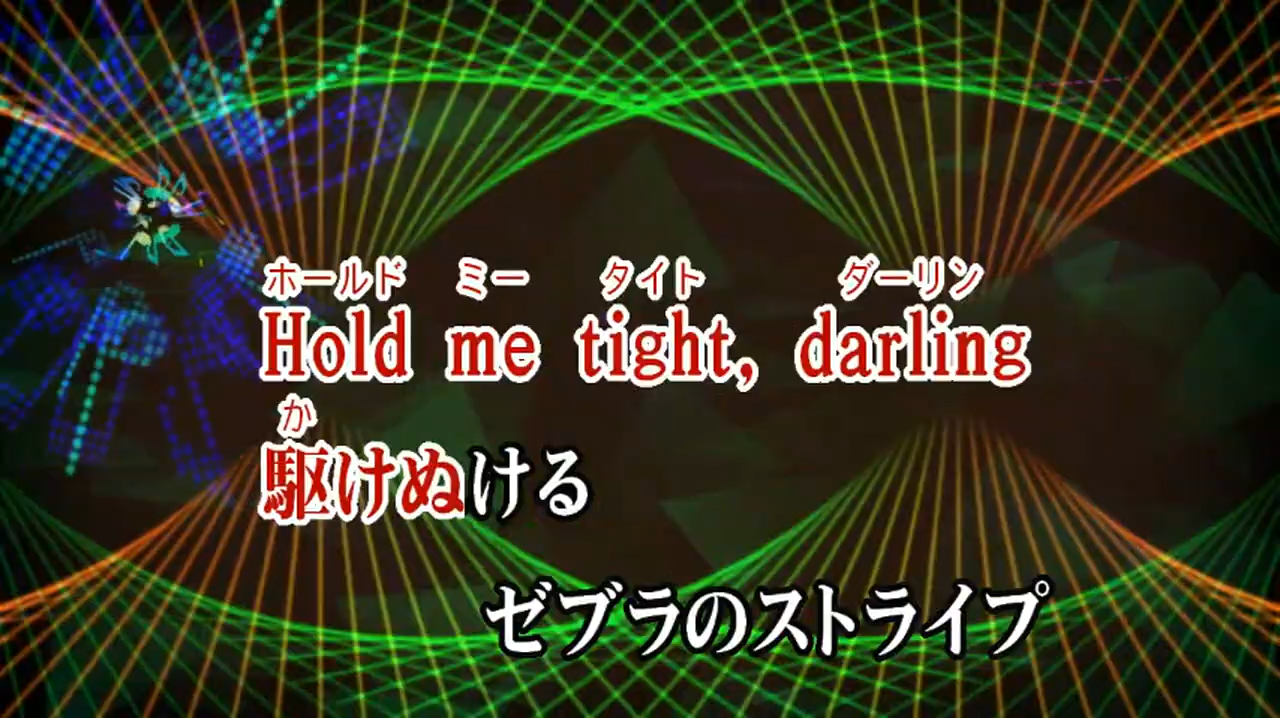 ホールド ミー タイト ダーリン
Hold me tight, darling
か
駆けぬける
ゼブラのストライプ